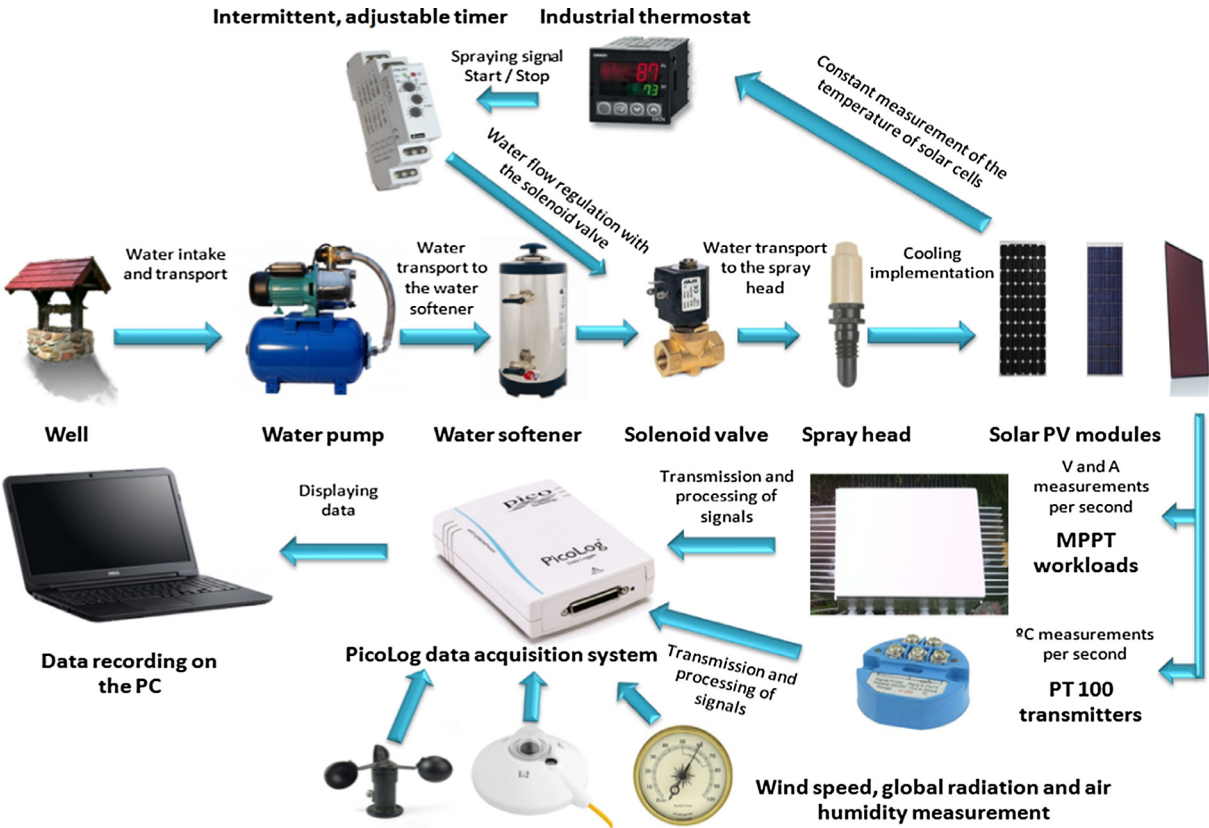 Intermittent, adjustable timer
Industrial thermostat
Spraying signal
Start / Stop
87
73
Constant measurement of the
temperature of solar cells
Water flow regulation with
the solenoid valve
Water intake
and transport
Water
transport to
the water
softener
Water transport
to the spray
head
Cooling
implementation
Well
Water pump
Water softener
Solenoid valve
Spray head
Solar PV modules
Displaying
data
pico
PicoLog
Transmission and
processing of
signals
V and A
measurements
per second
MPPT
workloads
DELL
Data recording on
the PC
PicoLog data acquisition system
Transmission and
processing of
signals
ºC measurements
per second
PT 100
transmitters
Wind speed, global radiation and air
humidity measurement